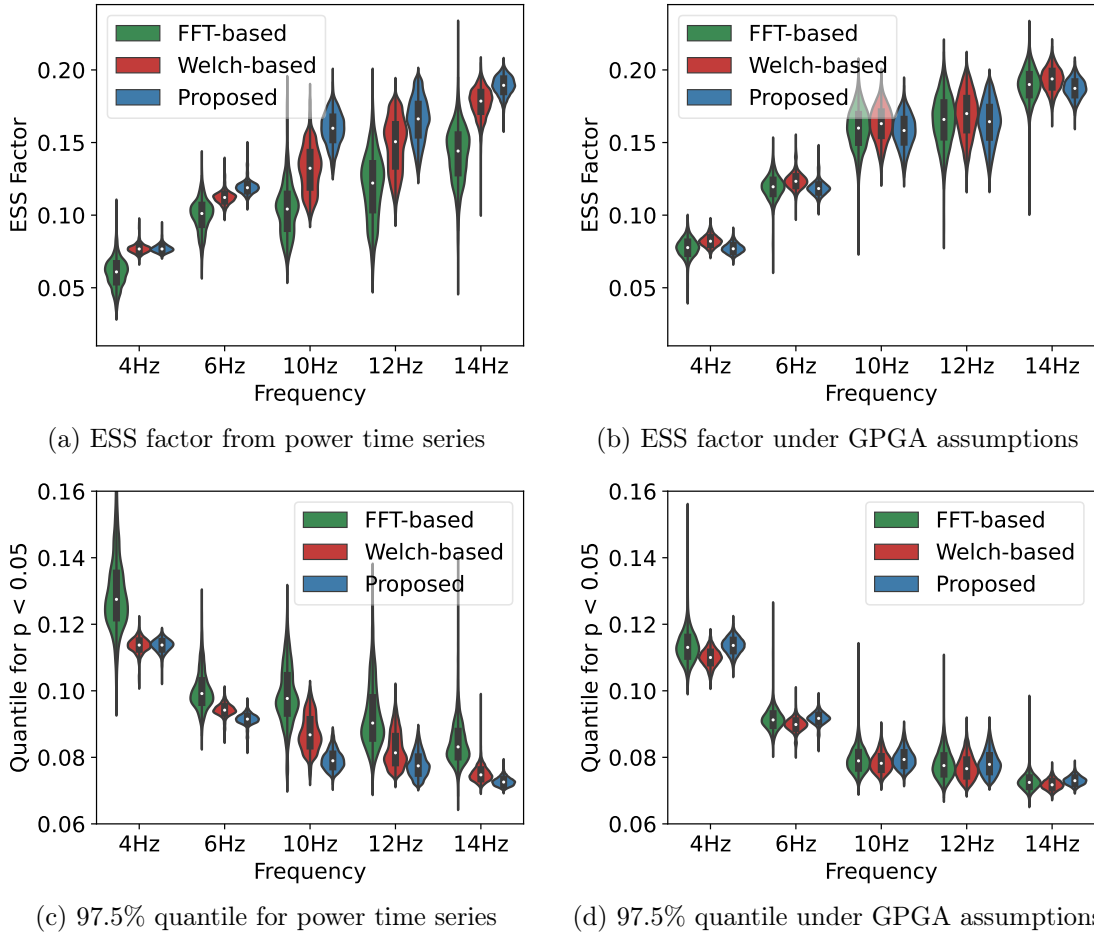 FFT-based
Welch-based
Proposed
0.20
0.15
0.10
0.05
ESS Factor
4Hz 6Hz 10Hz 12Hz 14Hz
Frequency
(a) ESS factor from power time series
FFT-based
Welch-based
Proposed
0.20
0.15
0.10
0.05
ESS Factor
4Hz 6Hz 10Hz 12Hz 14Hz
Frequency
(b) ESS factor under GPGA assumptions
FFT-based
Welch-based
Proposed
0.16
0.14
0.12
0.10
0.08
0.06
Quantile for p < 0.05
4Hz 6Hz 10Hz 12Hz 14Hz
Frequency
(c) 97.5% quantile for power time series
FFT-based
Welch-based
Proposed
0.16
0.14
0.12
0.10
0.08
0.06
Quantile for p < 0.05
4Hz 6Hz 10Hz 12Hz 14Hz
Frequency
(d) 97.5% quantile under GPGA assumptions